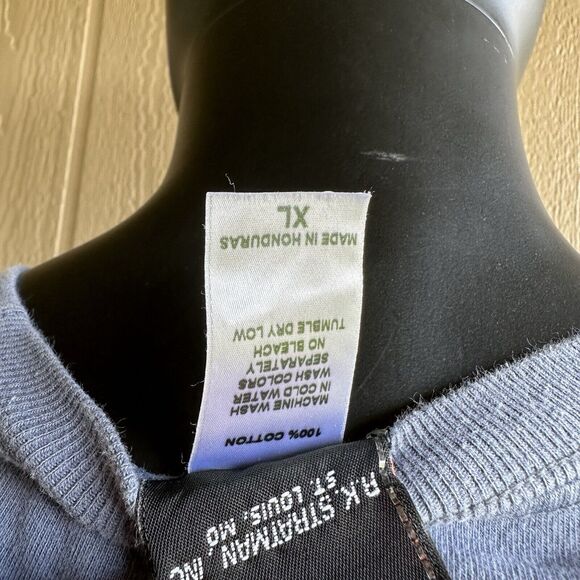 100% COTTON
MACHINE WASH
IN COLD WATER
WASH COLORS
SEPARATELY
NO BLEACH
TUMBLE DRY LOW
MADE IN HONDURAS
XL
R.K. STRATMAN, INC
ST. LOUIS, MO